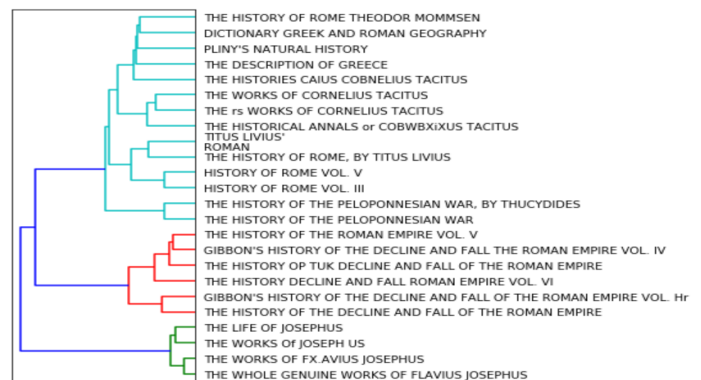 THE HISTORY OF ROME THEODOR MOMMSEN
DICTIONARY GREEK AND ROMAN GEOGRAPHY
PLINY'S NATURAL HISTORY
THE DESCRIPTION OF GREECE
THE HISTORIES CAIUS COBNELIUS TACITUS
THE WORKS OF CORNELIUS TACITUS
THE rs WORKS OF CORNELIUS TACITUS
THE HISTORICAL ANNALS or COBWBXiXUS TACITUS
TITUS LIVIUS'
ROMAN
THE HISTORY OF ROME, BY TITUS LIVIUS
HISTORY OF ROME VOL. V
HISTORY OF ROME VOL. III
THE HISTORY OF THE PELOPONNESIAN WAR, BY THUCYDIDES
THE HISTORY OF THE PELOPONNESIAN WAR
THE HISTORY OF THE ROMAN EMPIRE VOL. V
GIBBON'S HISTORY OF THE DECLINE AND FALL THE ROMAN EMPIRE VOL. IV
THE HISTORY OP TUK DECLINE AND FALL OF THE ROMAN EMPIRE
THE HISTORY DECLINE AND FALL ROMAN EMPIRE VOL. VI
GIBBON'S HISTORY OF THE DECLINE AND FALL OF THE ROMAN EMPIRE VOL. Hr
THE HISTORY OF THE DECLINE AND FALL OF THE ROMAN EMPIRE
THE LIFE OF JOSEPHUS
THE WORKS Of JOSEPH US
THE WORKS OF FX.AVIUS JOSEPHUS
THE WHOLE GENUINE WORKS OF FLAVIUS JOSEPHUS